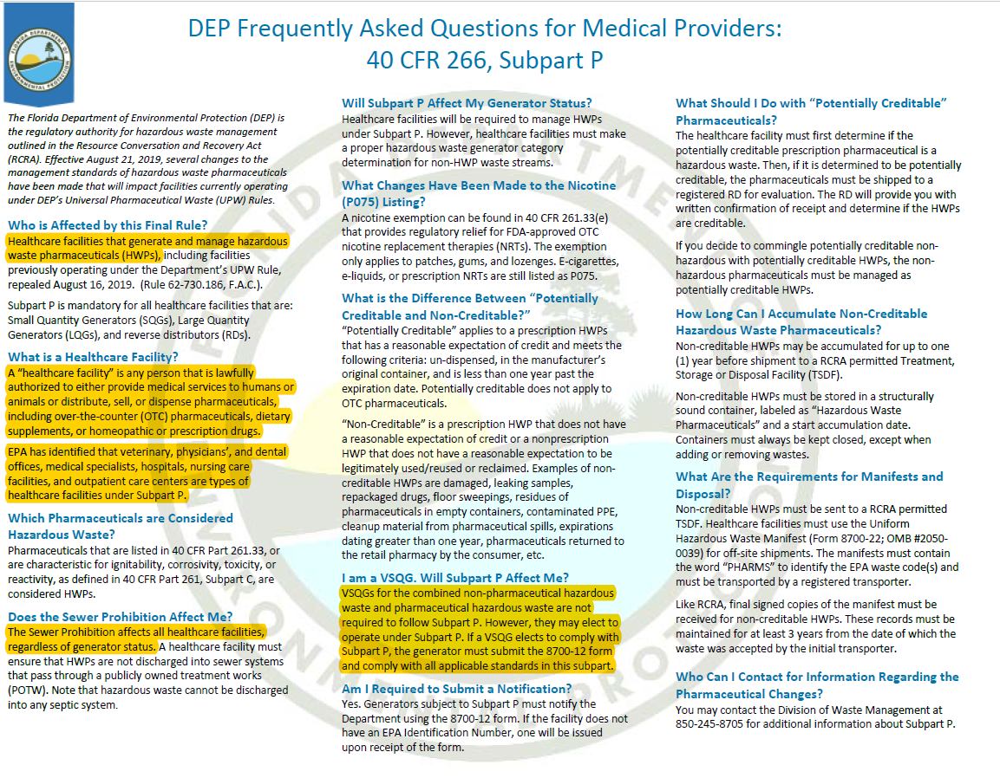 DEP Frequently Asked Questions for Medical Providers:
40 CFR 266, Subpart P
FLORIDA DEPARTMENT OF
ENVIRONMENTAL PROTECTION
The Florida Department of Environmental Protection (DEP) is
the regulatory authority for hazardous waste management
outlined in the Resource Conversation and Recovery Act
(RCRA). Effective August 21, 2019, several changes to the
management standards of hazardous waste pharmaceuticals
have been made that will impact facilities currently operating
under DEP’s Universal Pharmaceutical Waste (UPW) Rules.
Who is Affected by this Final Rule?
Healthcare facilities that generate and manage hazardous
waste pharmaceuticals (HWPs), including facilities
previously operating under the Department’s UPW Rule,
repealed August 16, 2019.  (Rule 62-730.186, F.A.C.).
Subpart P is mandatory for all healthcare facilities that are:
Small Quantity Generators (SQGs), Large Quantity
Generators (LQGs), and reverse distributors (RDs).
What is a Healthcare Facility?
A “healthcare facility” is any person that is lawfully
authorized to either provide medical services to humans or
animals or distribute, sell, or dispense pharmaceuticals,
including over-the-counter (OTC) pharmaceuticals, dietary
supplements, or homeopathic or prescription drugs.
EPA has identified that veterinary, physicians’, and dental
offices, medical specialists, hospitals, nursing care
facilities, and outpatient care centers are types of
healthcare facilities under Subpart P.
Which Pharmaceuticals are Considered
Hazardous Waste?
Pharmaceuticals that are listed in 40 CFR Part 261.33, or
are characteristic for ignitability, corrosivity, toxicity, or
reactivity, as defined in 40 CFR Part 261, Subpart C, are
considered HWPs.
Does the Sewer Prohibition Affect Me?
The Sewer Prohibition affects all healthcare facilities,
regardless of generator status. A healthcare facility must
ensure that HWPs are not discharged into sewer systems
that pass through a publicly owned treatment works
(POTW). Note that hazardous waste cannot be discharged
into any septic system.
Will Subpart P Affect My Generator Status?
Healthcare facilities will be required to manage HWPs
under Subpart P. However, healthcare facilities must make
a proper hazardous waste generator category
determination for non-HWP waste streams.
What Changes Have Been Made to the Nicotine
(P075) Listing?
A nicotine exemption can be found in 40 CFR 261.33(e)
that provides regulatory relief for FDA-approved OTC
nicotine replacement therapies (NRTs). The exemption
only applies to patches, gums, and lozenges. E-cigarettes,
e-liquids, or prescription NRTs are still listed as P075.
What is the Difference Between “Potentially
Creditable and Non-Creditable?”
“Potentially Creditable” applies to a prescription HWPs
that has a reasonable expectation of credit and meets the
following criteria: un-dispensed, in the manufacturer’s
original container, and is less than one year past the
expiration date. Potentially creditable does not apply to
OTC pharmaceuticals.
“Non-Creditable” is a prescription HWP that does not have
a reasonable expectation of credit or a nonprescription
HWP that does not have a reasonable expectation to be
legitimately used/reused or reclaimed. Examples of non-
creditable HWPs are damaged, leaking samples,
repackaged drugs, floor sweepings, residues of
pharmaceuticals in empty containers, contaminated PPE,
cleanup material from pharmaceutical spills, expirations
dating greater than one year, pharmaceuticals returned to
the retail pharmacy by the consumer, etc.
I am a VSQG. Will Subpart P Affect Me?
VSQGs for the combined non-pharmaceutical hazardous
waste and pharmaceutical hazardous waste are not
required to follow Subpart P. However, they may elect to
operate under Subpart P. If a VSQG elects to comply with
Subpart P, the generator must submit the 8700-12 form
and comply with all applicable standards in this subpart.
Am I Required to Submit a Notification?
Yes. Generators subject to Subpart P must notify the
Department using the 8700-12 form. If the facility does not
have an EPA Identification Number, one will be issued
upon receipt of the form.
What Should I Do with “Potentially Creditable”
Pharmaceuticals?
The healthcare facility must first determine if the
potentially creditable prescription pharmaceutical is a
hazardous waste. Then, if it is determined to be potentially
creditable, the pharmaceuticals must be shipped to a
registered RD for evaluation. The RD will provide you with
written confirmation of receipt and determine if the HWPs
are creditable.
If you decide to commingle potentially creditable non-
hazardous with potentially creditable HWPs, the non-
hazardous pharmaceuticals must be managed as
potentially creditable HWPs.
How Long Can I Accumulate Non-Creditable
Hazardous Waste Pharmaceuticals?
Non-creditable HWPs may be accumulated for up to one
(1) year before shipment to a RCRA permitted Treatment,
Storage or Disposal Facility (TSDF).
Non-creditable HWPs must be stored in a structurally
sound container, labeled as “Hazardous Waste
Pharmaceuticals” and a start accumulation date.
Containers must always be kept closed, except when
adding or removing wastes.
What Are the Requirements for Manifests and
Disposal?
Non-creditable HWPs must be sent to a RCRA permitted
TSDF. Healthcare facilities must use the Uniform
Hazardous Waste Manifest (Form 8700-22; OMB #2050-
0039) for off-site shipments. The manifests must contain
the word “PHARMS” to identify the EPA waste code(s) and
must be transported by a registered transporter.
Like RCRA, final signed copies of the manifest must be
received for non-creditable HWPs. These records must be
maintained for at least 3 years from the date of which the
waste was accepted by the initial transporter.
Who Can I Contact for Information Regarding the
Pharmaceutical Changes?
You may contact the Division of Waste Management at
850-245-8705 for additional information about Subpart P.
FLORIDA DEPARTMENT OF
ENVIRONMENTAL PROTECTION